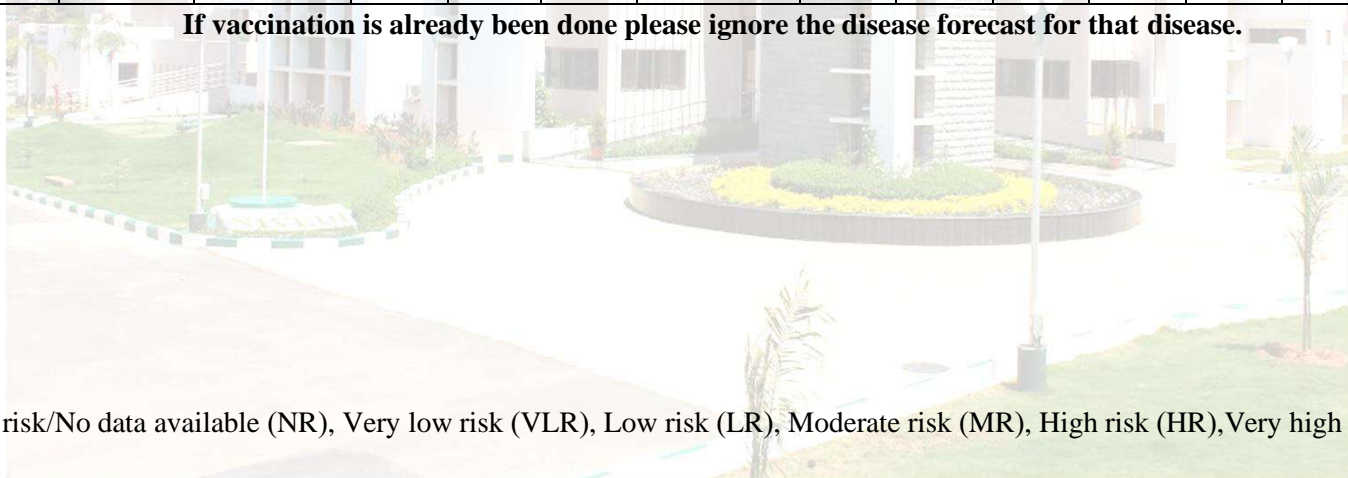 If vaccination is already been done please ignore the disease forecast for that disease.
risk/No data available (NR), Very low risk (VLR), Low risk (LR), Moderate risk (MR), High risk (HR),Very high